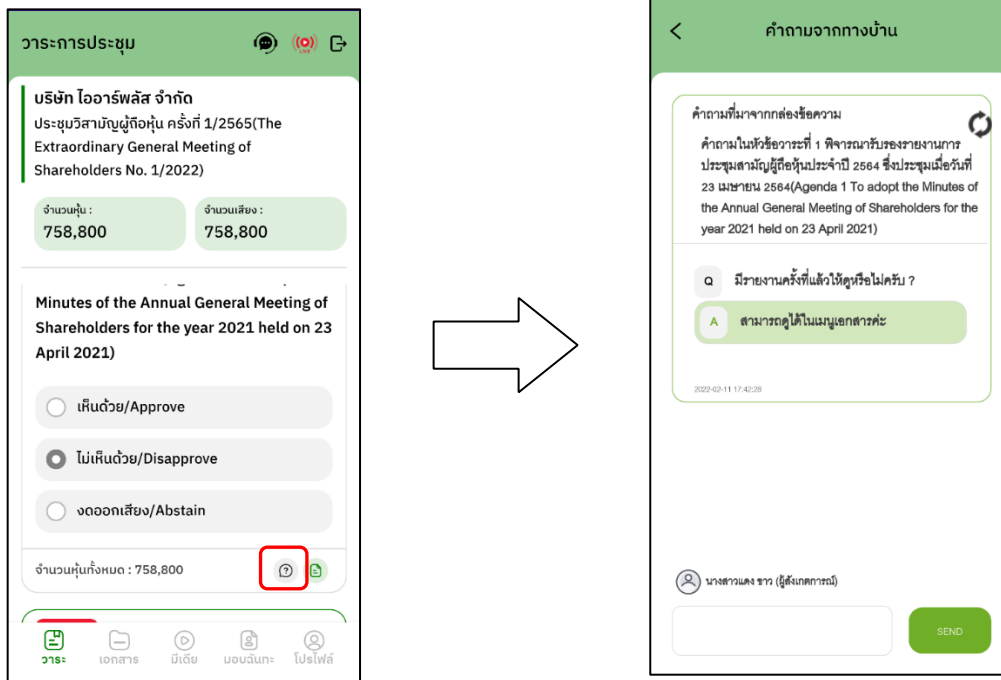 วาระการประชุม
LIVE
บริษัท ไออาร์พลัส จำกัด
ประชุมวิสามัญผู้ถือหุ้น ครั้งที่ 1/2565(The
Extraordinary General Meeting of
Shareholders No. 1/2022)
จำนวนหุ้น :
758,800
จำนวนเสียง :
758,800
Minutes of the Annual General Meeting of
Shareholders for the year 2021 held on 23
April 2021)
เห็นด้วย/Approve
ไม่เห็นด้วย/Disapprove
งดออกเสียง/Abstain
จำนวนหุ้นทั้งหมด : 758,800
วาระ
เอกสาร
มีเดีย
มอบฉันทะ
โปรไฟล์
คำถามจากทางบ้าน
คำถามที่มาจากกล่องข้อความ
คำถามในหัวข้อวาระที่ 1 พิจารณารับรองรายงานการ
ประชุมสามัญผู้ถือหุ้นประจำปี 2564 ซึ่งประชุมเมื่อวันที่
23 เมษายน 2564(Agenda 1 To adopt the Minutes of
the Annual General Meeting of Shareholders for the
year 2021 held on 23 April 2021)
Q มีรายงานครั้งที่แล้วให้ดูหรือไม่ครับ ?
A สามารถดูได้ในเมนูเอกสารค่ะ
2022-02-11 17:42:28
นางสาวแดง ขาว (ผู้สังเกตการณ์)
SEND